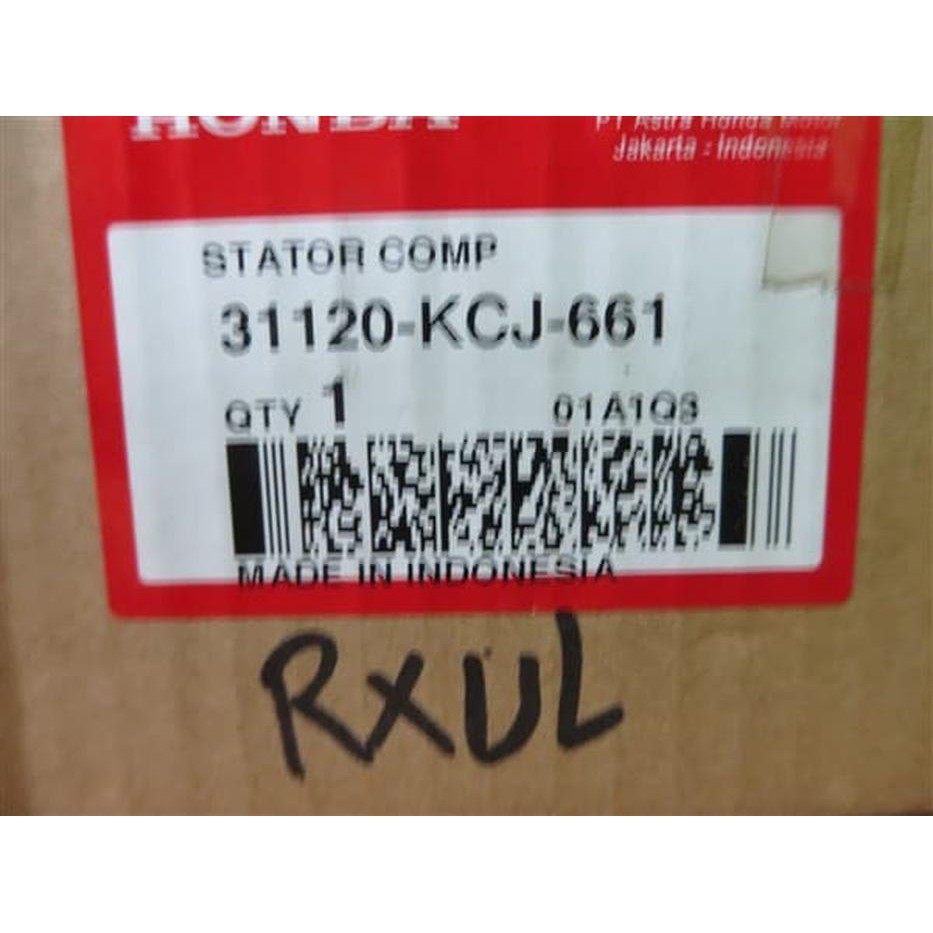 HONDA
PT Astra Honda Motor
Jakarta - Indonesia
STATOR COMP
31120-KCJ-661
QTY 1 01A1Q3
MADE IN INDONESIA
RXUL